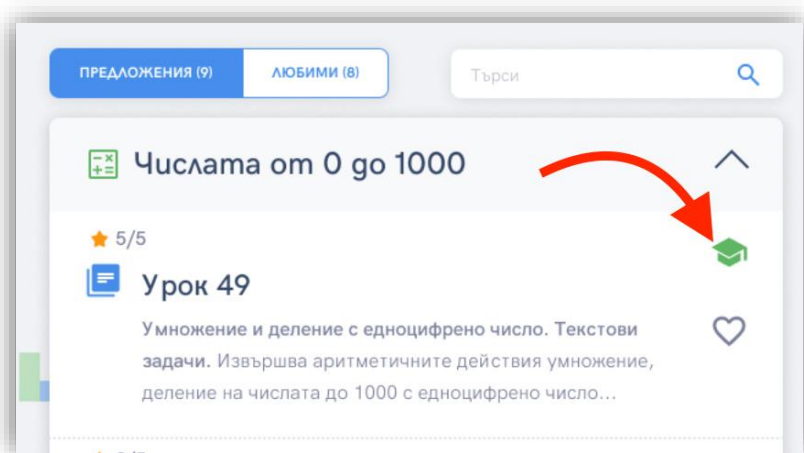 ПРЕДЛОЖЕНИЯ (9)
ЛЮБИМИ (8)
Търси
Числата от 0 до 1000
5/5
Урок 49
Умножение и деление с едноцифрено число. Текстови
задачи. Извършва аритметичните действия умножение,
деление на числата до 1000 с едноцифрено число...